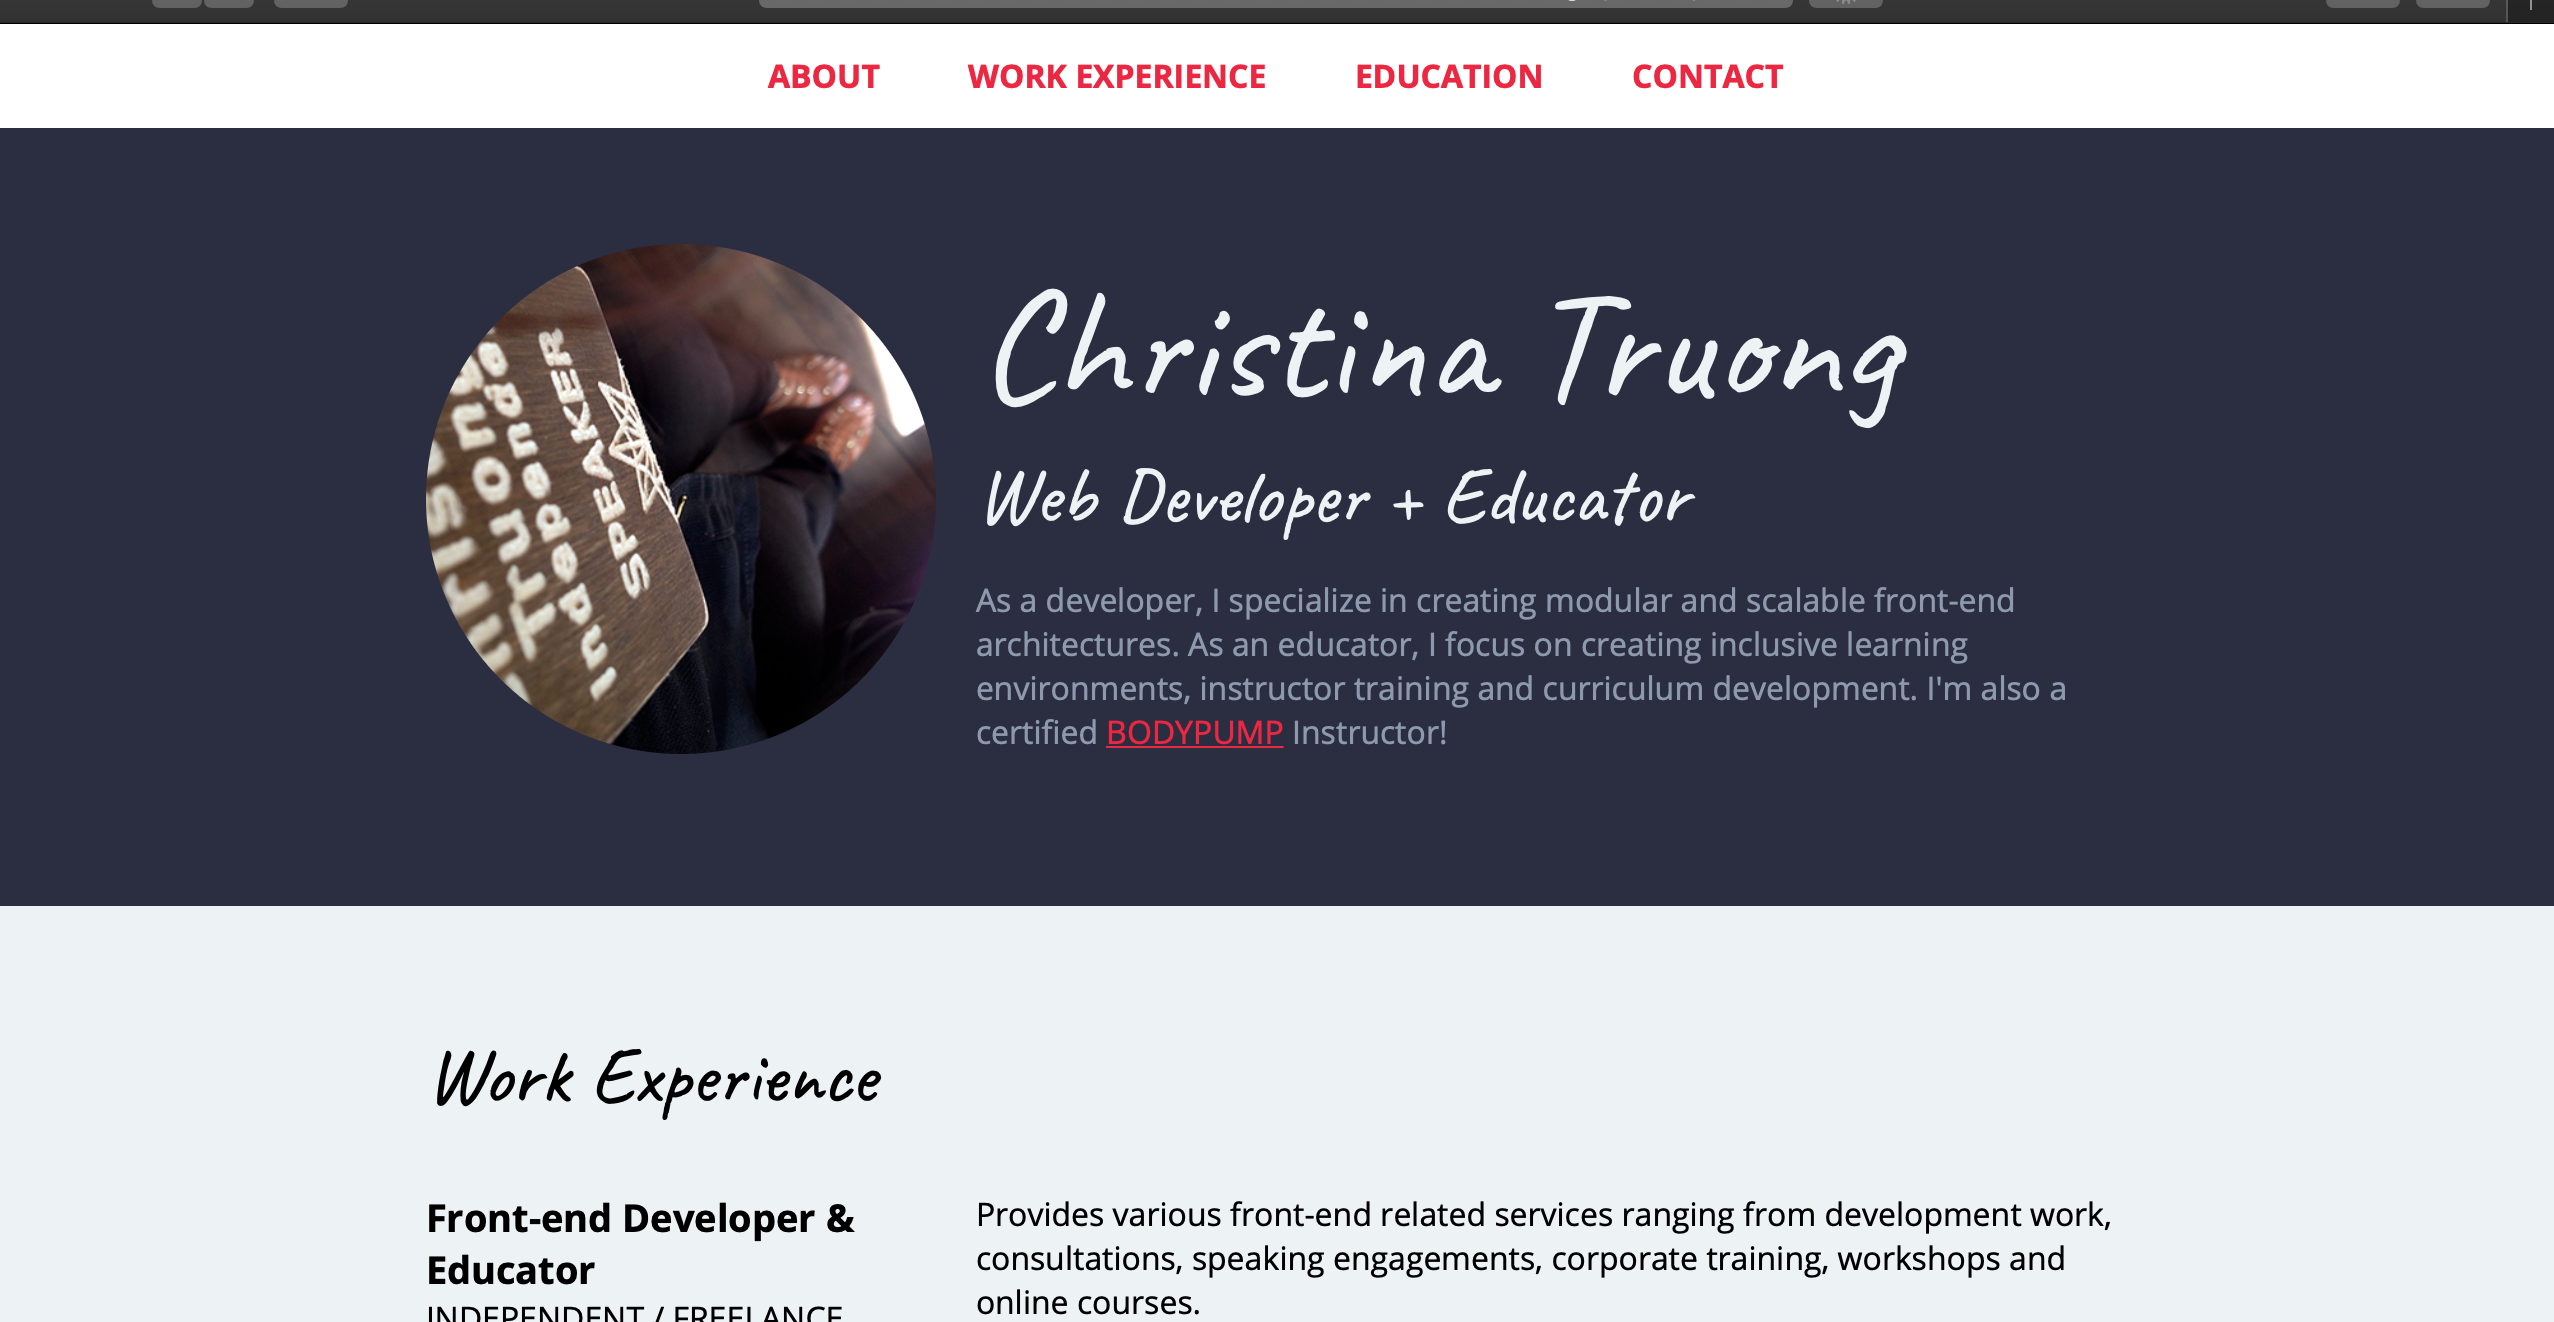 ABOUT WORK EXPERIENCE EDUCATION CONTACT
Truong
Independe
SPEAKER
Christina Truong
Web Developer + Educator
As a developer, I specialize in creating modular and scalable front-end
architectures. As an educator, I focus on creating inclusive learning
environments, instructor training and curriculum development. I'm also a
certified BODYPUMP Instructor!
Work Experience
Front-end Developer &
Educator
INDEPENDENT / FREELANCE
Provides various front-end related services ranging from development work,
consultations, speaking engagements, corporate training, workshops and
online courses.